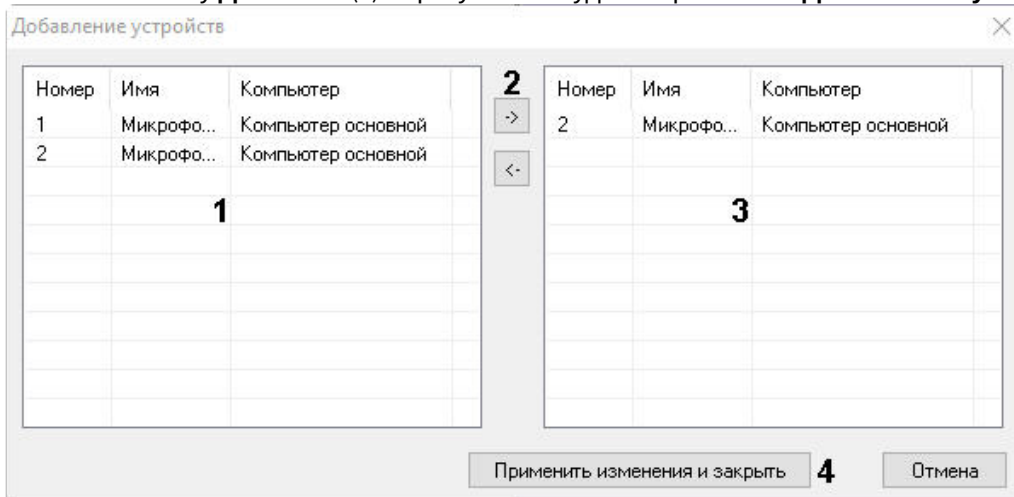 Добавление устройств
Номер Имя Компьютер
1 Микрофо... Компьютер основной
2 Микрофо... Компьютер основной
1
2
->
<-
Номер Имя Компьютер
2 Микрофо... Компьютер основной
3
Применить изменения и закрыть 4 Отмена